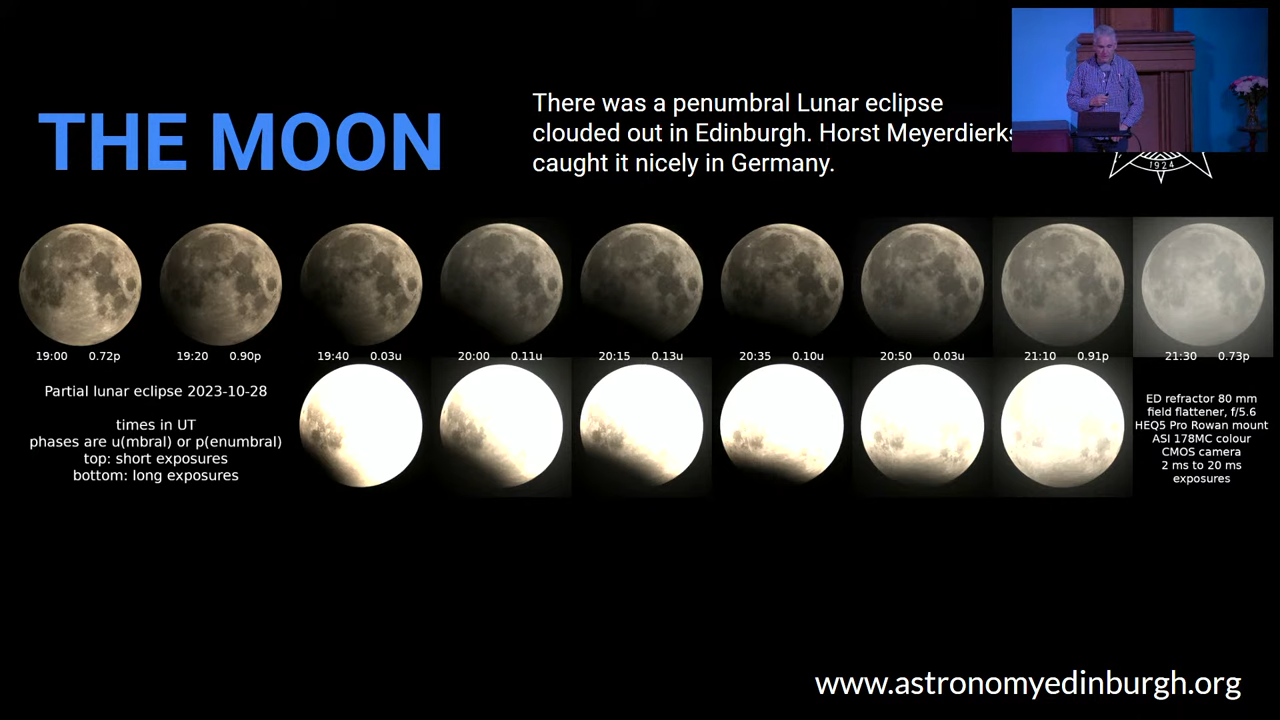 THE MOON
There was a penumbral Lunar eclipse
clouded out in Edinburgh. Horst Meyerdierks
caught it nicely in Germany.
1924
19:00 0.72p
19:20 0.90p
19:40 0.03u
20:00 0.11u
20:15 0.13u
20:35 0.10u
20:50 0.03u
21:10 0.91p
21:30 0.73p
Partial lunar eclipse 2023-10-28
times in UT
phases are u(mbral) or p(enumbral)
top: short exposures
bottom: long exposures
ED refractor 80 mm
field flattener, f/5.6
HEQ5 Pro Rowan mount
ASI 178MC colour
CMOS camera
2 ms to 20 ms
exposures
www.astronomyedinburgh.org